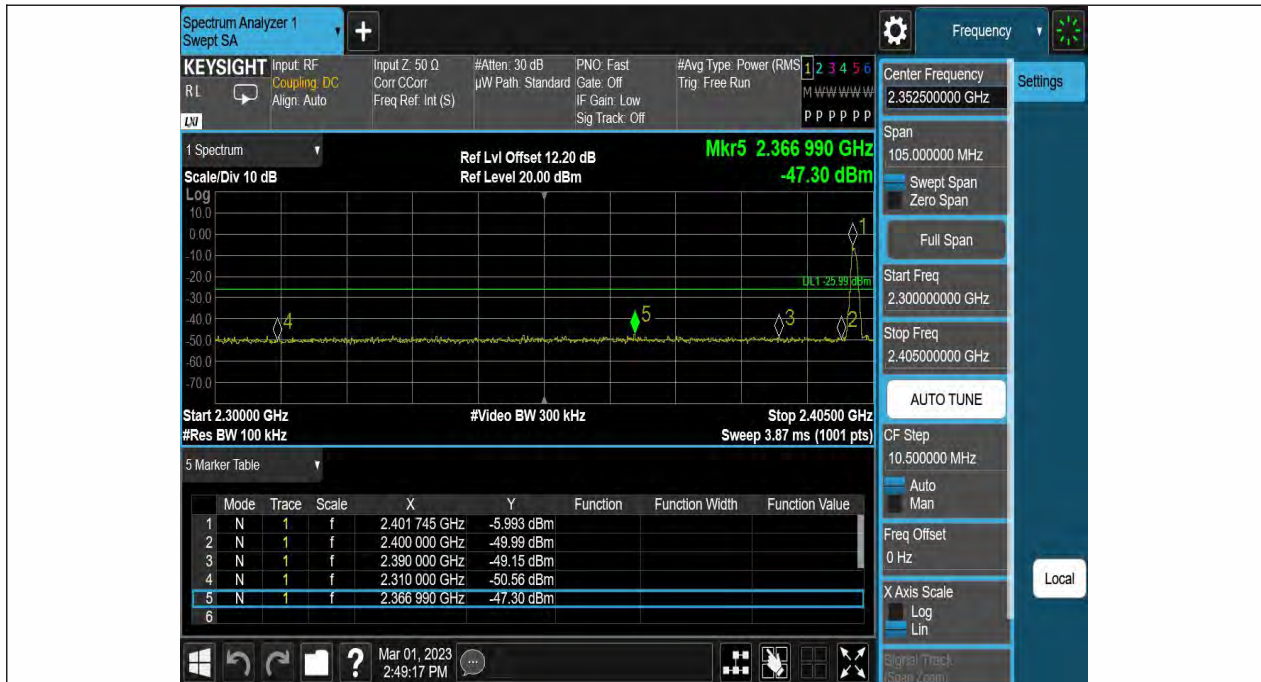 Spectrum Analyzer 1
Swept SA
+
Frequency
KEYSIGHT
RL
LXI
Input: RF
Coupling: DC
Align: Auto
Input Z: 50 Ω
Corr CCorr
Freq Ref: Int (S)
#Atten: 30 dB
µW Path: Standard
PNO: Fast
Gate: Off
IF Gain: Low
Sig Track: Off
#Avg Type: Power (RMS
Trig: Free Run
1 2 3 4 5 6
M W W W W W
P P P P P P
1 Spectrum
Scale/Div 10 dB
Ref Lvl Offset 12.20 dB
Ref Level 20.00 dBm
Mkr5 2.366 990 GHz
-47.30 dBm
Log
10.0
0.00
-10.0
-20.0
-30.0
-40.0
-50.0
-60.0
-70.0
1
DL1 -25.99 dBm
4
5
3
2
Start 2.30000 GHz
#Video BW 300 kHz
Stop 2.40500 GHz
#Res BW 100 kHz
Sweep 3.87 ms (1001 pts)
5 Marker Table
Mode Trace Scale X Y Function Function Width Function Value
1 N 1 f 2.401 745 GHz -5.993 dBm
2 N 1 f 2.400 000 GHz -49.99 dBm
3 N 1 f 2.390 000 GHz -49.15 dBm
4 N 1 f 2.310 000 GHz -50.56 dBm
5 N 1 f 2.366 990 GHz -47.30 dBm
6
Center Frequency
2.352500000 GHz
Settings
Span
105.000000 MHz
Swept Span
Zero Span
Full Span
Start Freq
2.300000000 GHz
Stop Freq
2.405000000 GHz
AUTO TUNE
CF Step
10.500000 MHz
Auto
Man
Freq Offset
0 Hz
X Axis Scale
Log
Lin
Signal Track
(Span Zoom)
Local
?
Mar 01, 2023
2:49:17 PM